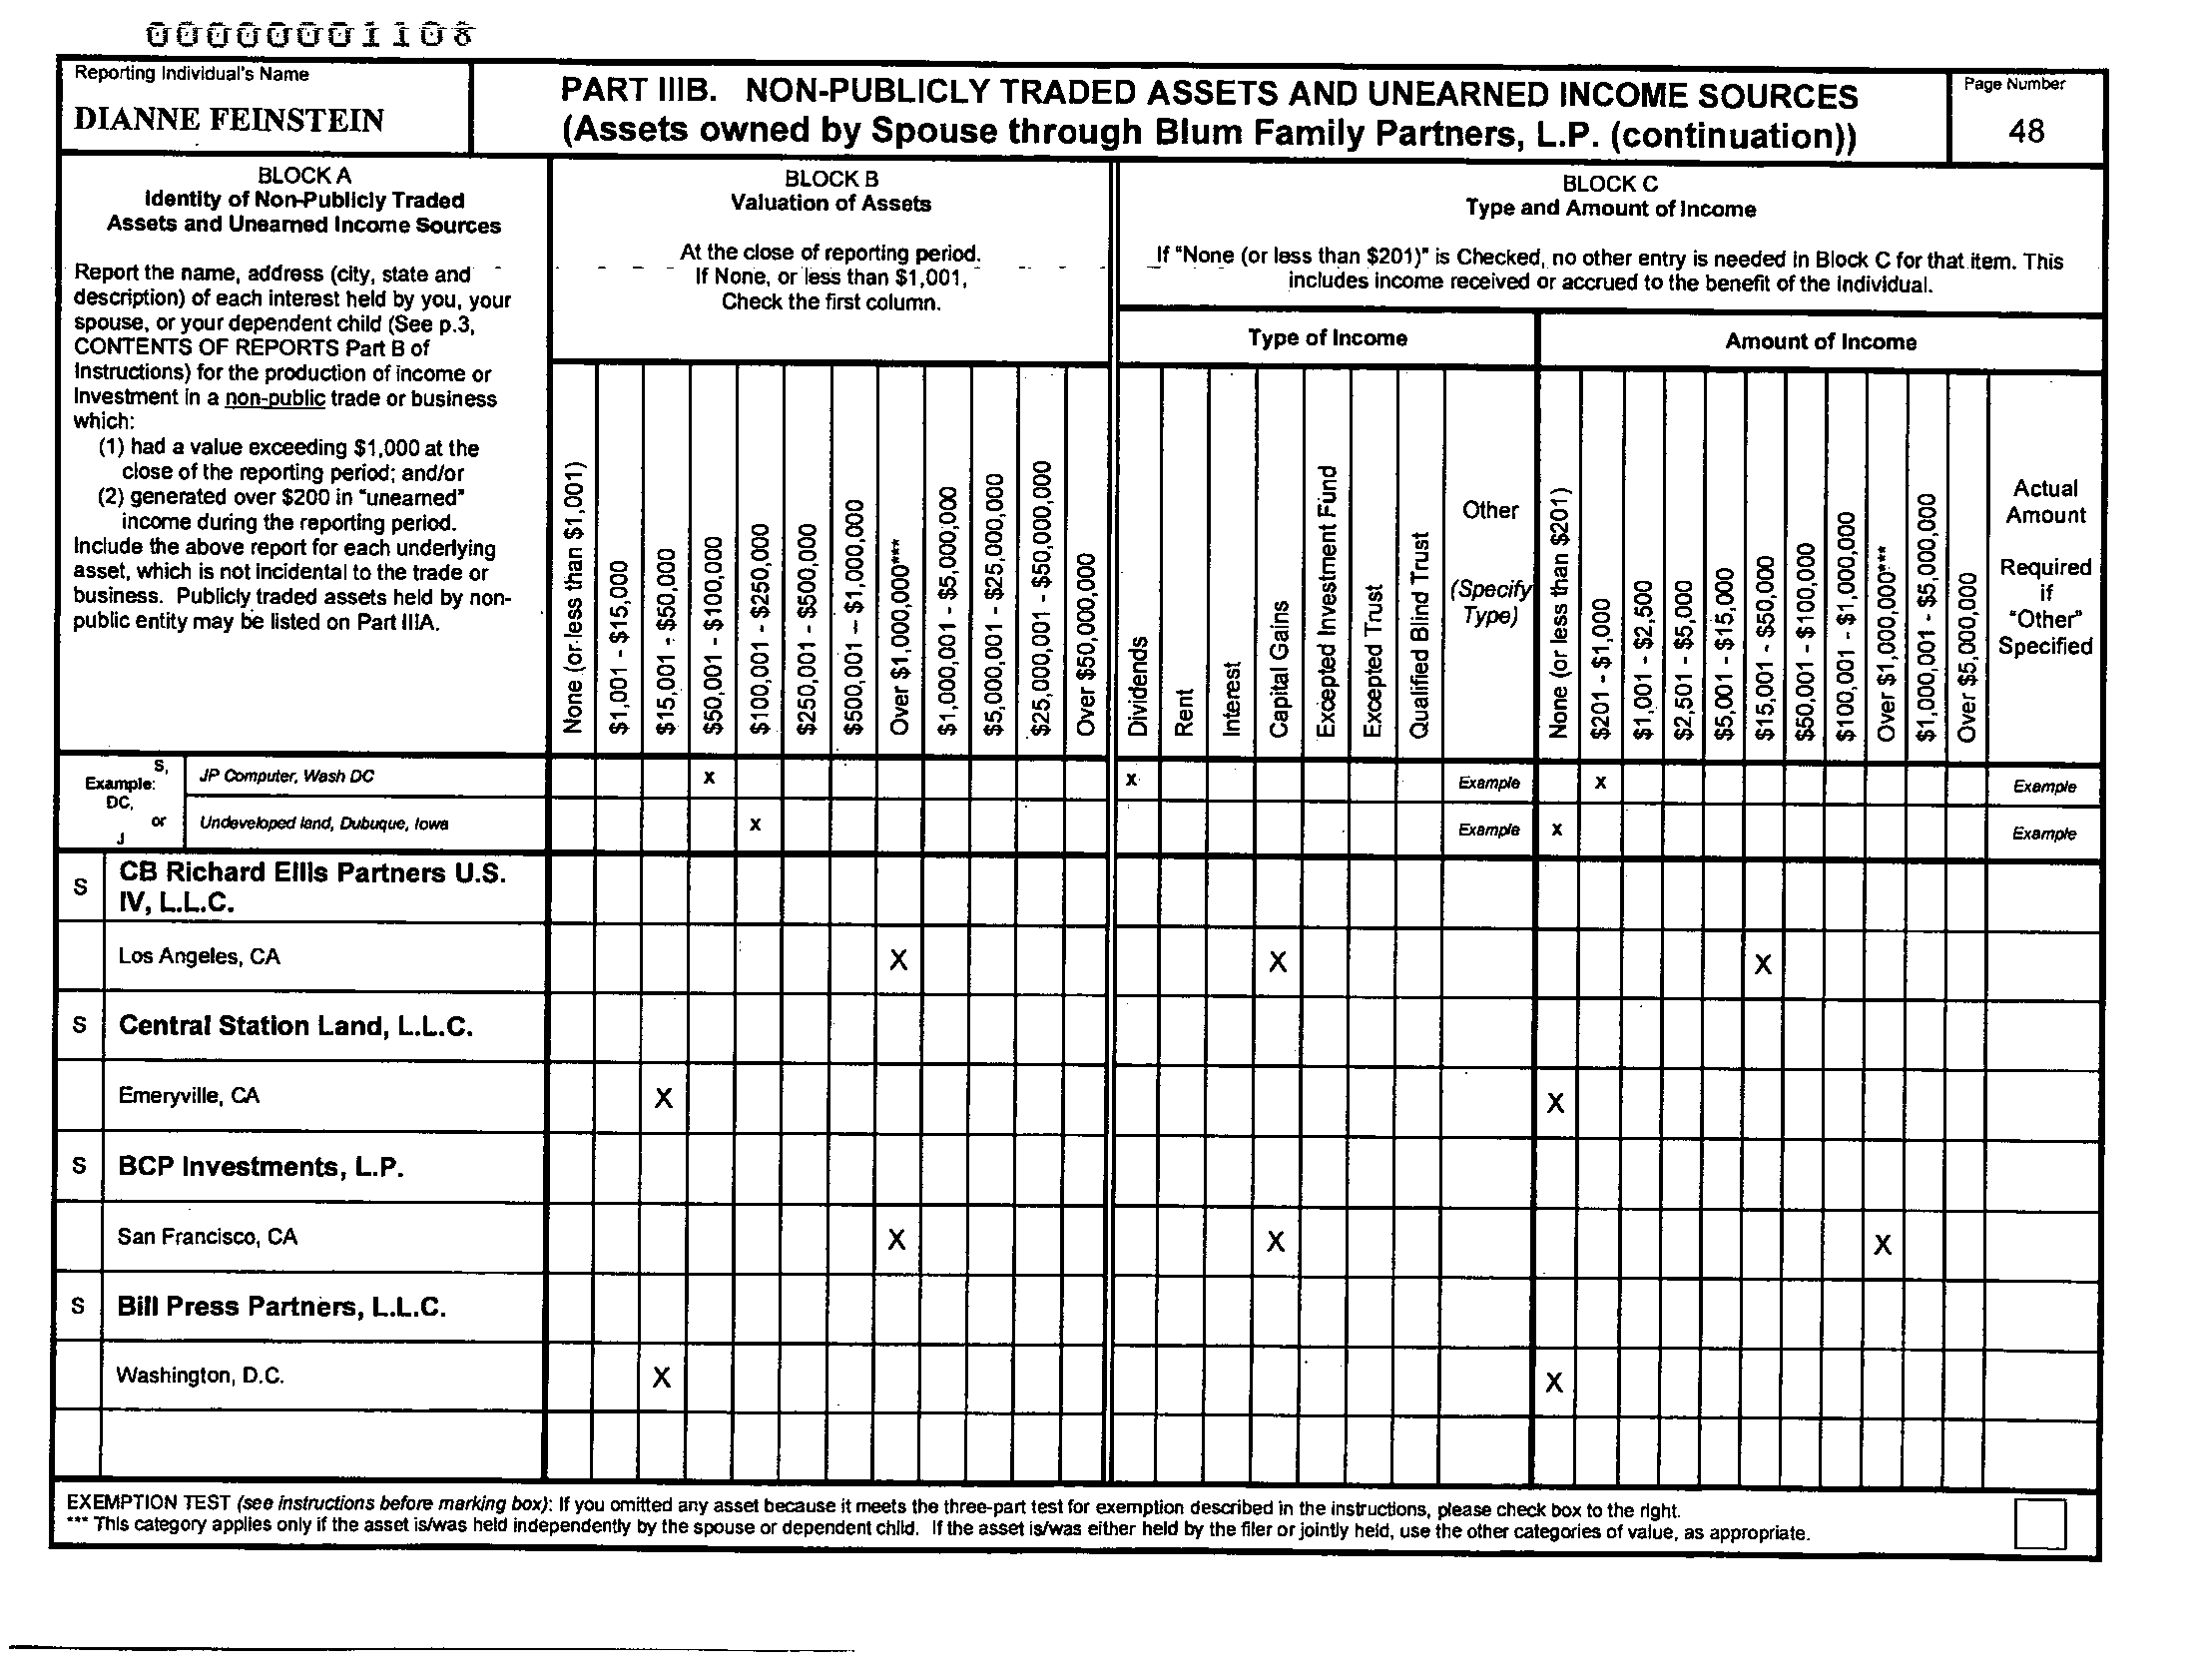 00000001108
Reporting Individual's Name
DIANNE FEINSTEIN
PART IIIB. NON-PUBLICLY TRADED ASSETS AND UNEARNED INCOME SOURCES
(Assets owned by Spouse through Blum Family Partners, L.P. (continuation))
Page Number
48
BLOCK A
Identity of Non-Publicly Traded
Assets and Unearned Income Sources
Report the name, address (city, state and
description) of each interest held by you, your
spouse, or your dependent child (See p.3,
CONTENTS OF REPORTS Part B of
Instructions) for the production of income or
Investment in a non-public trade or business
which:
(1) had a value exceeding $1,000 at the
close of the reporting period; and/or
(2) generated over $200 in "unearned"
income during the reporting period.
Include the above report for each underlying
asset, which is not incidental to the trade or
business. Publicly traded assets held by non-
public entity may be listed on Part IIIA.
BLOCK B
Valuation of Assets
At the close of reporting period.
If None, or less than $1,001,
Check the first column.
None (or less than $1,001)
$1,001 - $15,000
$15,001 - $50,000
$50,001 - $100,000
$100,001 - $250,000
$250,001 - $500,000
$500,001 – $1,000,000
Over $1,000,000***
$1,000,001 - $5,000,000
$5,000,001 - $25,000,000
$25,000,001 - $50,000,000
Over $50,000,000
BLOCK C
Type and Amount of Income
If "None (or less than $201)" is Checked, no other entry is needed in Block C for that item. This
includes income received or accrued to the benefit of the Individual.
Type of Income
Dividends
Rent
Interest
Capital Gains
Excepted Investment Fund
Excepted Trust
Qualified Blind Trust
Other
(Specify
Type)
Amount of Income
None (or less than $201)
$201 - $1,000
$1,001 - $2,500
$2,501 - $5,000
$5,001 - $15,000
$15,001 - $50,000
$50,001 - $100,000
$100,001 - $1,000,000
Over $1,000,000***
$1,000,001 - $5,000,000
Over $5,000,000
Actual
Amount
Required
if
"Other"
Specified
Example:
S,
DC,
or
J
JP Computer, Wash DC x x Example x Example
Undeveloped land, Dubuque, Iowa x Example x Example
S CB Richard Ellis Partners U.S.
IV, L.L.C.
Los Angeles, CA X X X
S Central Station Land, L.L.C.
Emeryville, CA X X
S BCP Investments, L.P.
San Francisco, CA X X X
S Bill Press Partners, L.L.C.
Washington, D.C. X X
EXEMPTION TEST (see instructions before marking box): If you omitted any asset because it meets the three-part test for exemption described in the instructions, please check box to the right.
*** This category applies only if the asset is/was held independently by the spouse or dependent child. If the asset is/was either held by the filer or jointly held, use the other categories of value, as appropriate.